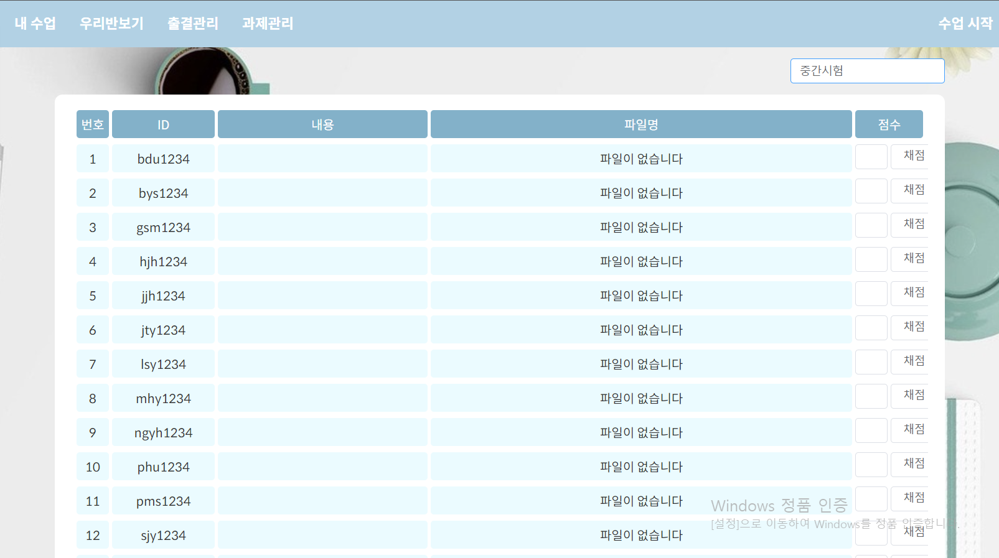 내 수업 우리반보기 출결관리 과제관리 수업 시작
중간시험
번호 ID 내용 파일명 점수
1 bdu1234 파일이 없습니다 채점
2 bys1234 파일이 없습니다 채점
3 gsm1234 파일이 없습니다 채점
4 hjh1234 파일이 없습니다 채점
5 jjh1234 파일이 없습니다 채점
6 jty1234 파일이 없습니다 채점
7 lsy1234 파일이 없습니다 채점
8 mhy1234 파일이 없습니다 채점
9 ngyh1234 파일이 없습니다 채점
10 phu1234 파일이 없습니다 채점
11 pms1234 파일이 없습니다 채점
Windows 정품 인증
[설정]으로 이동하여 Windows를 정품 인증합니다.
12 sjy1234 파일이 없습니다 채점